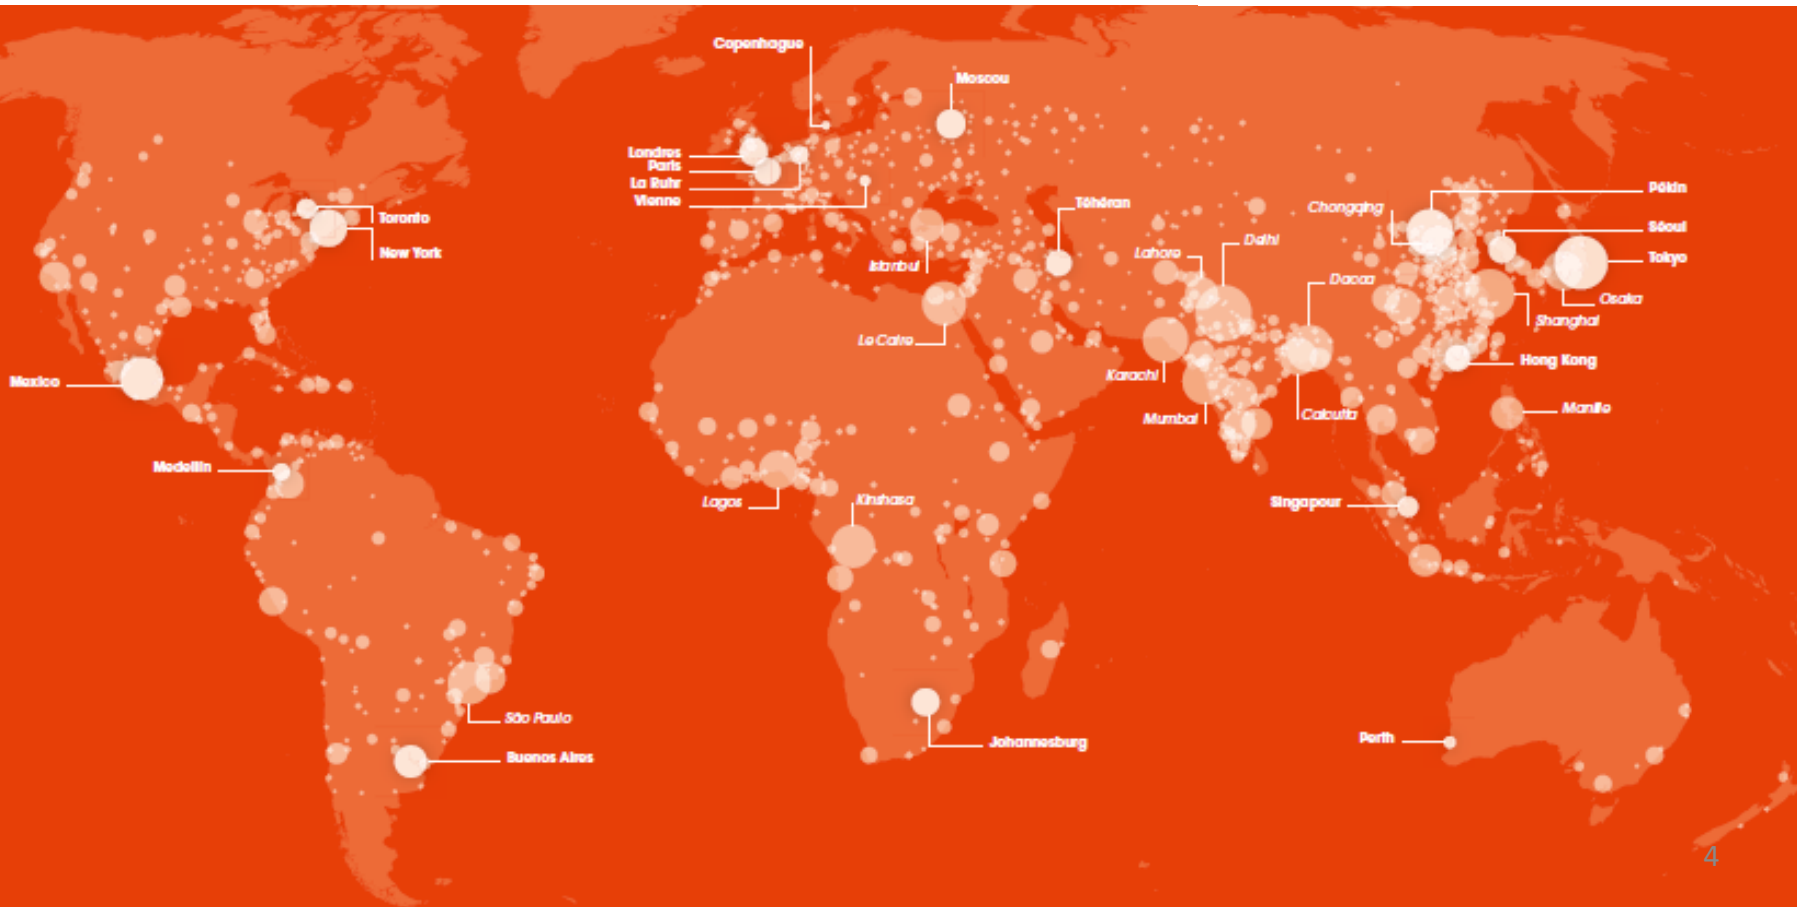 Copenhague
Moscou
Londres
Paris
La Ruhr
Vienne
Toronto
New York
Téhéran
Pékin
Chongqing
Séoul
Delhi
Lahore
Tokyo
Istanbul
Dacca
Osaka
Shanghai
Le Caire
Hong Kong
Karachi
Mexico
Manille
Mumbai
Calcutta
Medellin
Lagos
Kinshasa
Singapour
São Paulo
Perth
Johannesburg
Buenos Aires
4